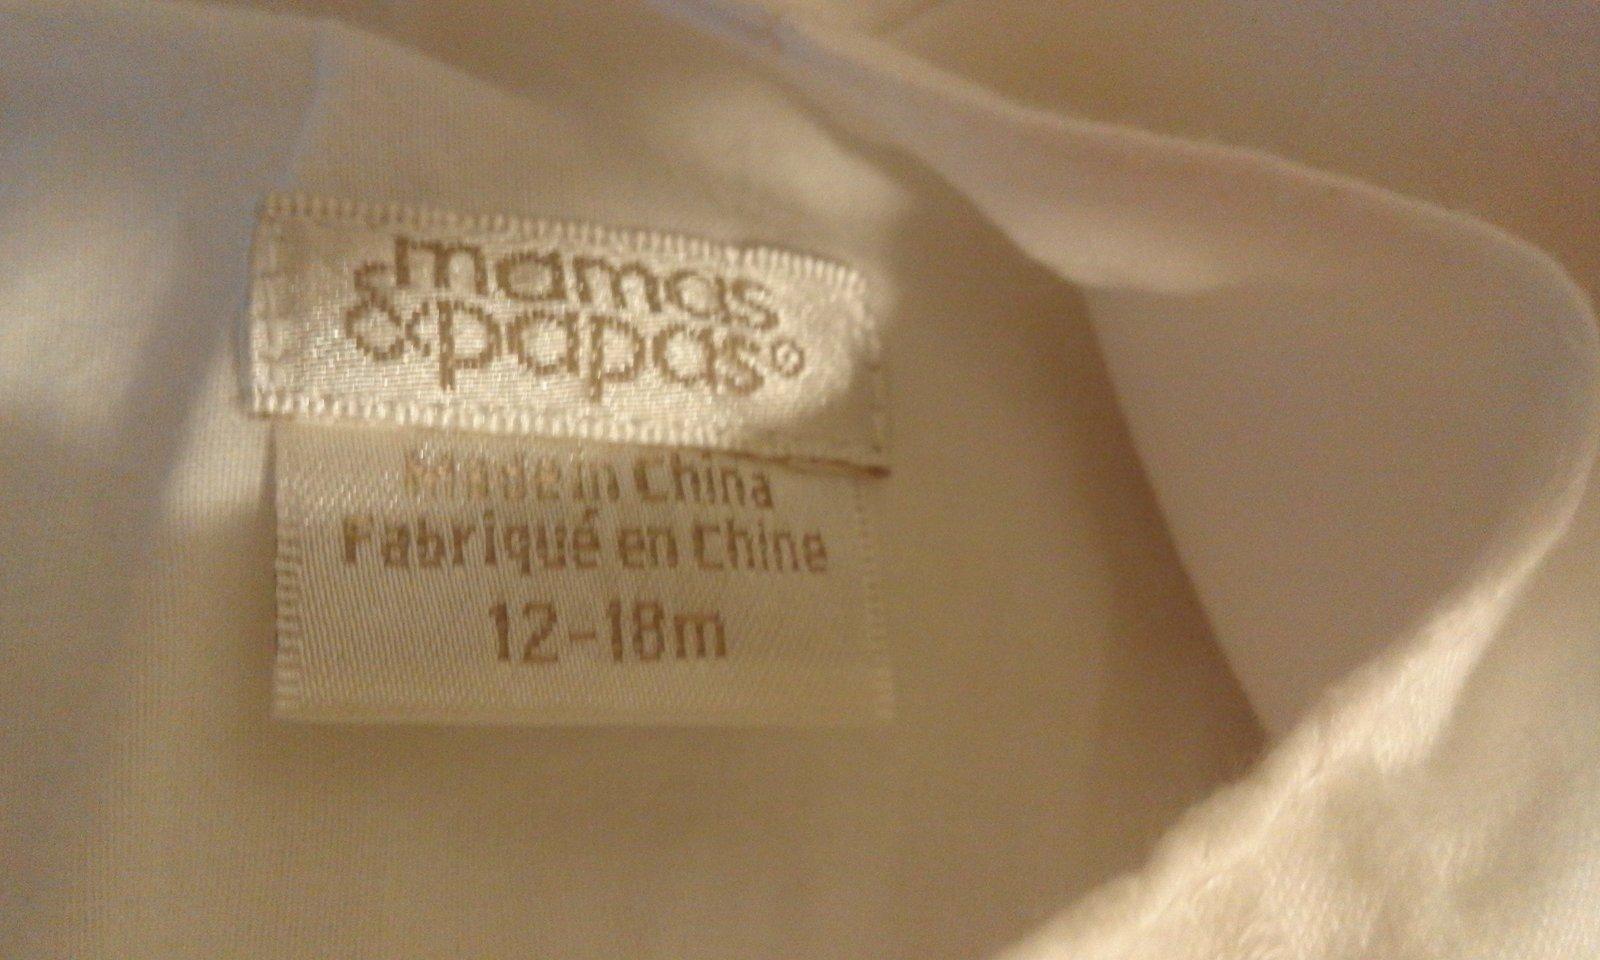 mamas
&papas®
Made in China
Fabriqué en Chine
12-18m